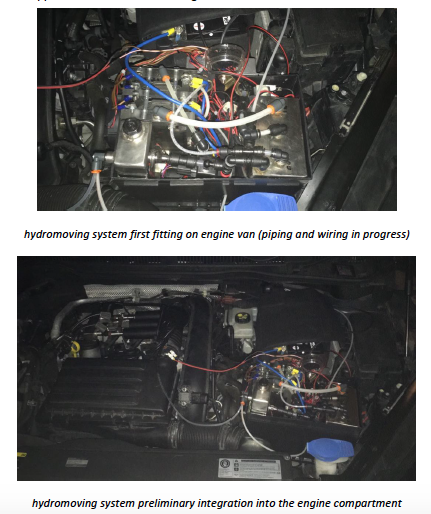 hydromoving system first fitting on engine van (piping and wiring in progress)
hydromoving system preliminary integration into the engine compartment